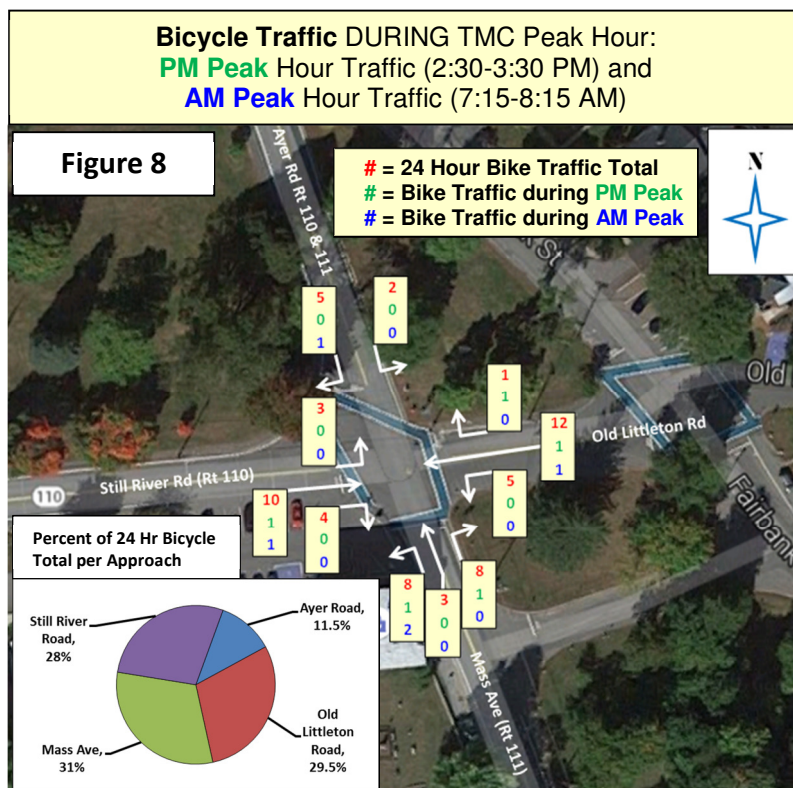 Bicycle Traffic DURING TMC Peak Hour:
PM Peak Hour Traffic (2:30-3:30 PM) and
AM Peak Hour Traffic (7:15-8:15 AM)
Figure 8
# = 24 Hour Bike Traffic Total
# = Bike Traffic during PM Peak
# = Bike Traffic during AM Peak
N
Ayer Rd Rt 110 & 111
St
5
0
1
2
0
0
1
1
0
3
0
0
12
1
1
Old Littleton Rd
Old
Still River Rd (Rt 110)
110
10
1
1
4
0
0
5
0
0
Fairbank
8
1
2
3
0
0
8
1
0
Mass Ave (Rt 111)
Percent of 24 Hr Bicycle
Total per Approach
Still River
Road,
28%
Ayer Road,
11.5%
Mass Ave,
31%
Old
Littleton
Road,
29.5%